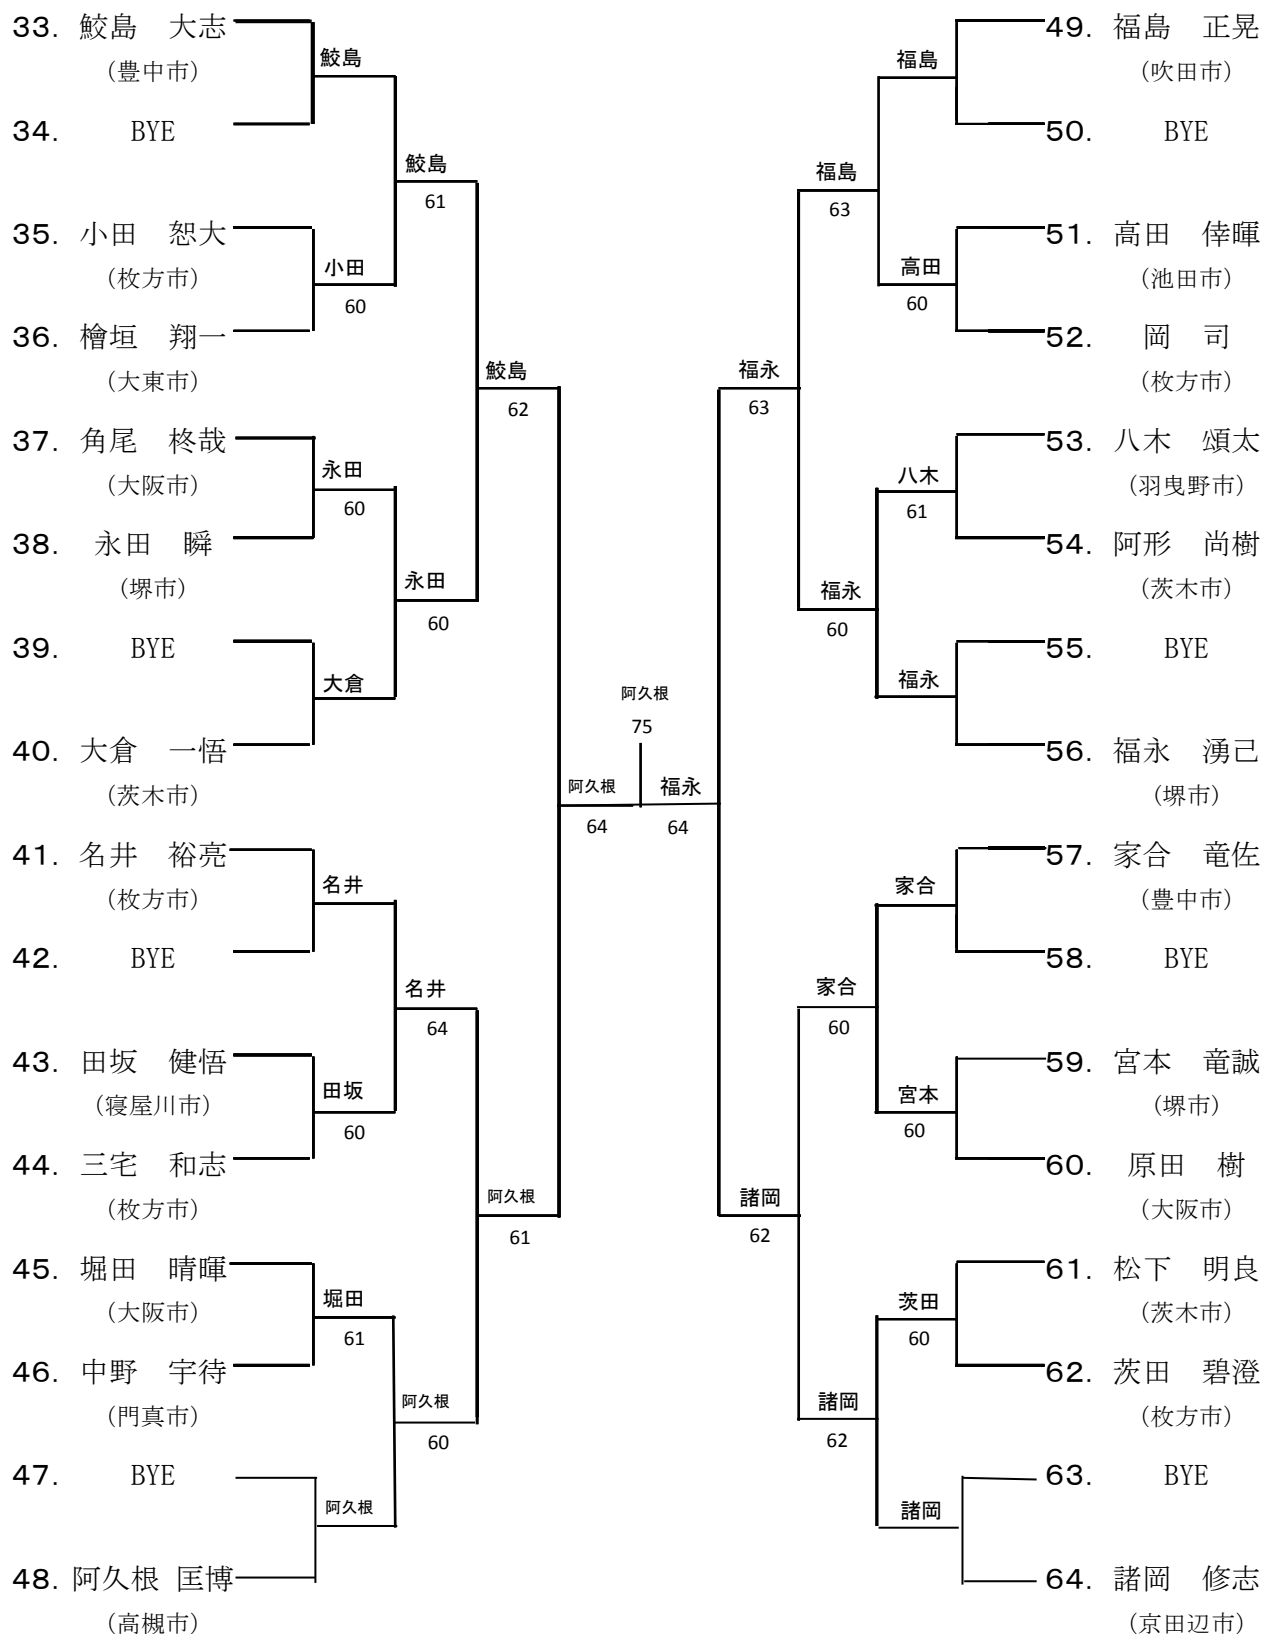 33. 鮫島 大志
(豊中市)
34. BYE
35. 小田 恕大
(枚方市)
36. 檜垣 翔一
(大東市)
37. 角尾 柊哉
(大阪市)
38. 永田 瞬
(堺市)
39. BYE
40. 大倉 一悟
(茨木市)
41. 名井 裕亮
(枚方市)
42. BYE
43. 田坂 健悟
(寝屋川市)
44. 三宅 和志
(枚方市)
45. 堀田 晴暉
(大阪市)
46. 中野 宇待
(門真市)
47. BYE
48. 阿久根 匡博
(高槻市)
鮫島
小田
60
永田
60
大倉
名井
田坂
60
堀田
61
阿久根
鮫島
61
永田
60
名井
64
阿久根
60
鮫島
62
阿久根
61
阿久根
64
阿久根
75
福永
64
福永
63
諸岡
62
福島
63
福永
60
家合
60
諸岡
62
福島
高田
60
八木
61
福永
家合
宮本
60
茨田
60
諸岡
49. 福島 正晃
(吹田市)
50. BYE
51. 高田 倖暉
(池田市)
52. 岡 司
(枚方市)
53. 八木 頌太
(羽曳野市)
54. 阿形 尚樹
(茨木市)
55. BYE
56. 福永 湧己
(堺市)
57. 家合 竜佐
(豊中市)
58. BYE
59. 宮本 竜誠
(堺市)
60. 原田 樹
(大阪市)
61. 松下 明良
(茨木市)
62. 茨田 碧澄
(枚方市)
63. BYE
64. 諸岡 修志
(京田辺市)